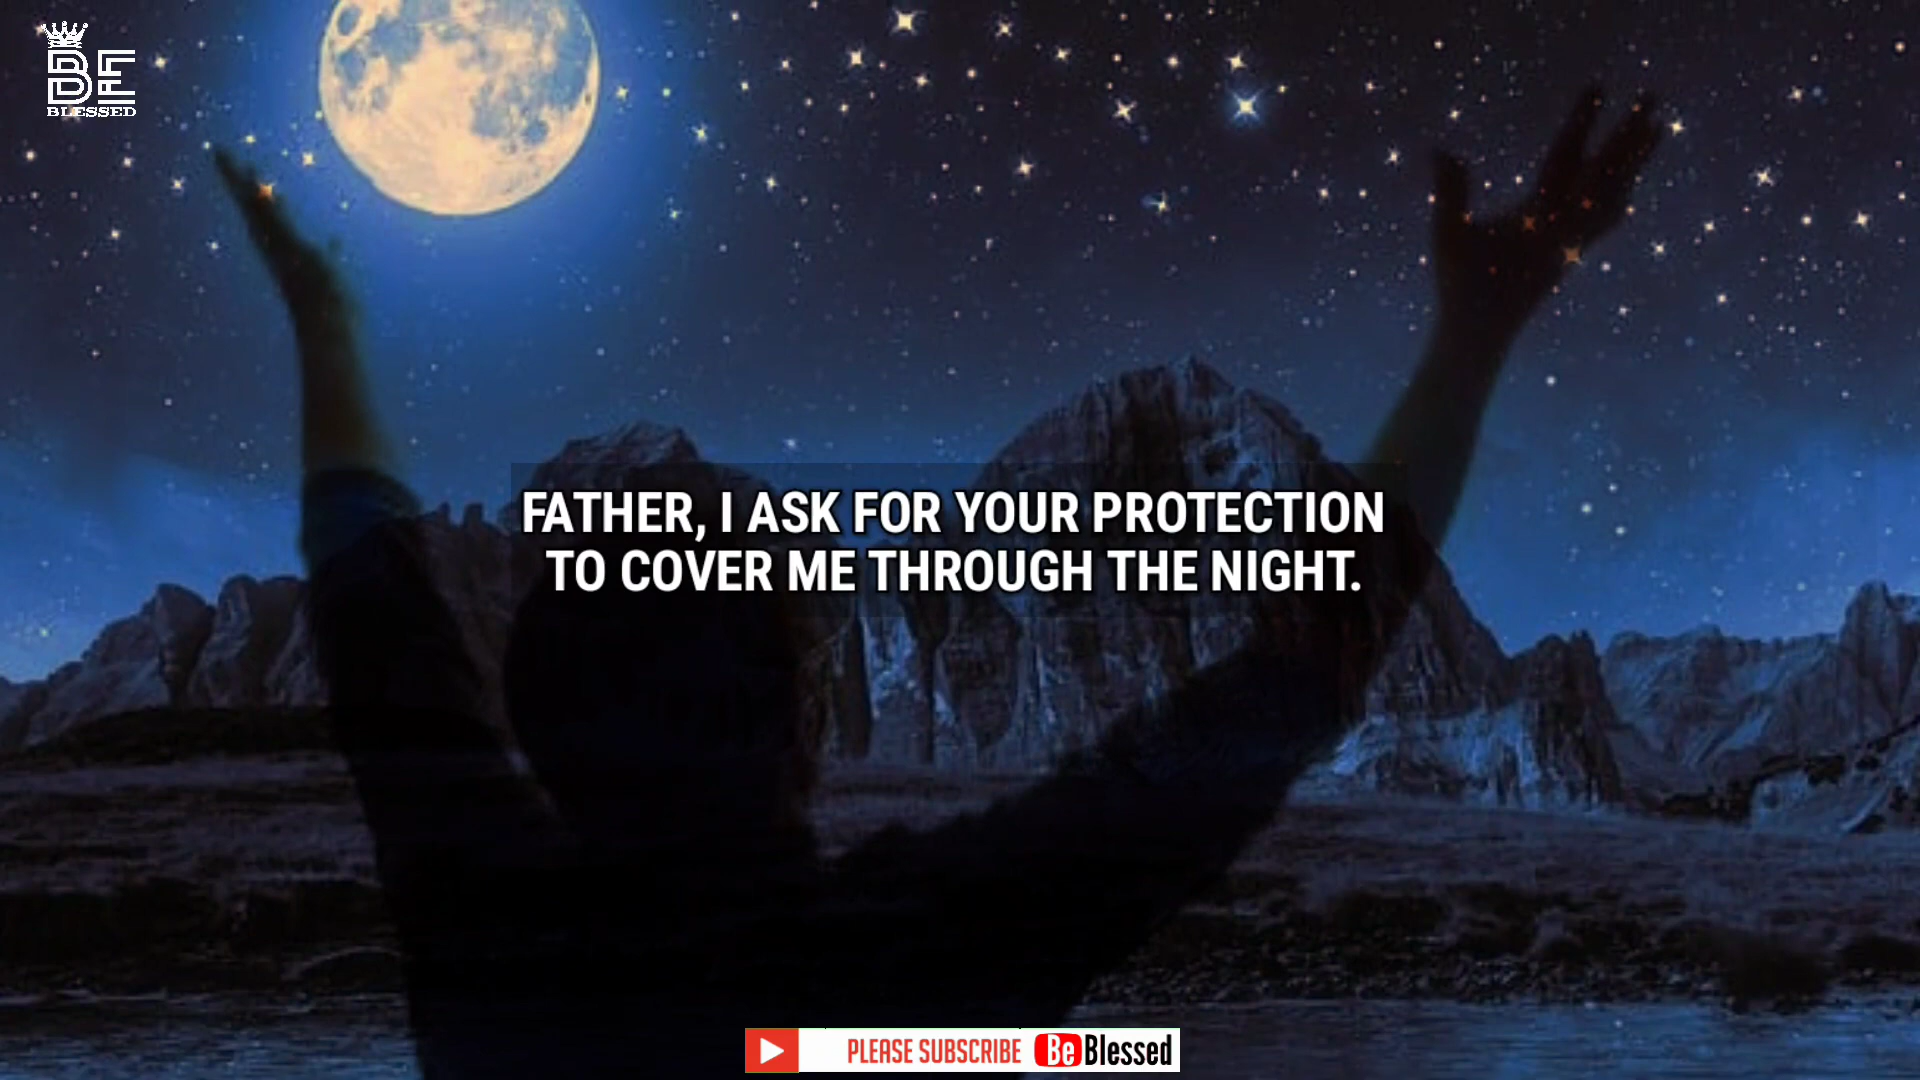 BE
BLESSED
FATHER, I ASK FOR YOUR PROTECTION
TO COVER ME THROUGH THE NIGHT.
PLEASE SUBSCRIBE Be Blessed